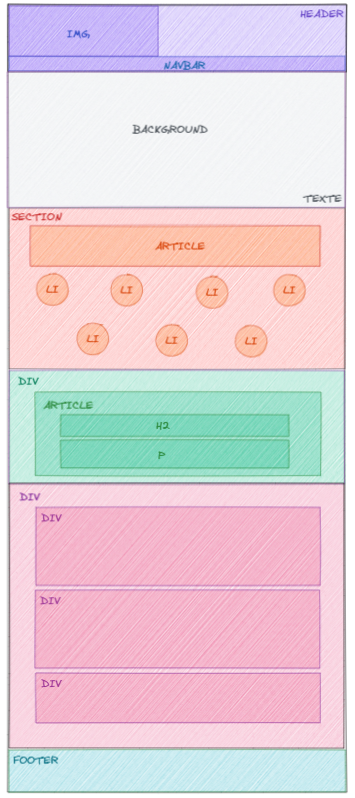 HEADER
IMG
NAVBAR
BACKGROUND
TEXTE
SECTION
ARTICLE
LI LI LI LI
LI LI LI
DIV
ARTICLE
H2
P
DIV
DIV
DIV
DIV
FOOTER